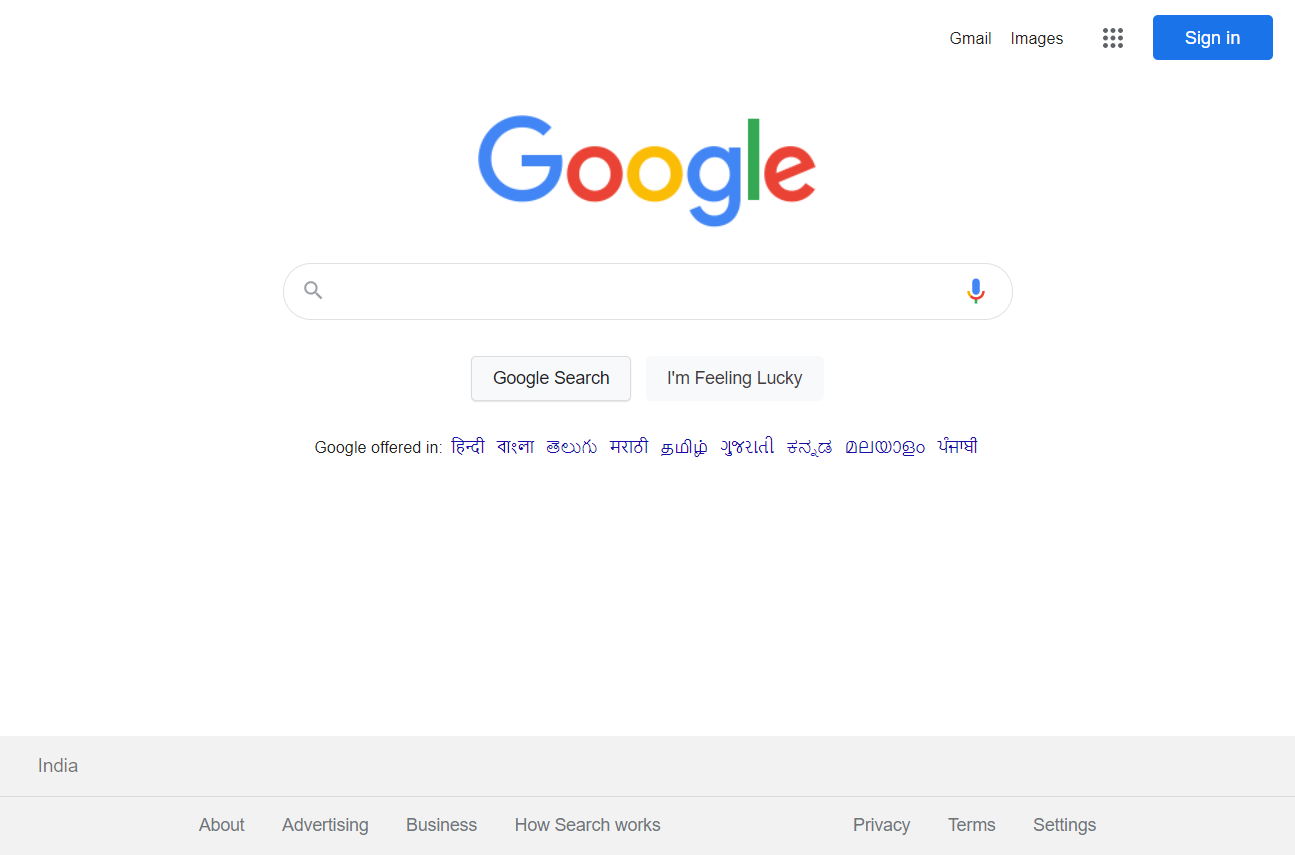 Gmail Images Sign in
Google
Google Search I'm Feeling Lucky
Google offered in: हिन्दी বাংলা తెలుగు मराठी தமிழ் ગુજરાતી ಕನ್ನಡ മലയാളം ਪੰਜਾਬੀ
India
About Advertising Business How Search works Privacy Terms Settings